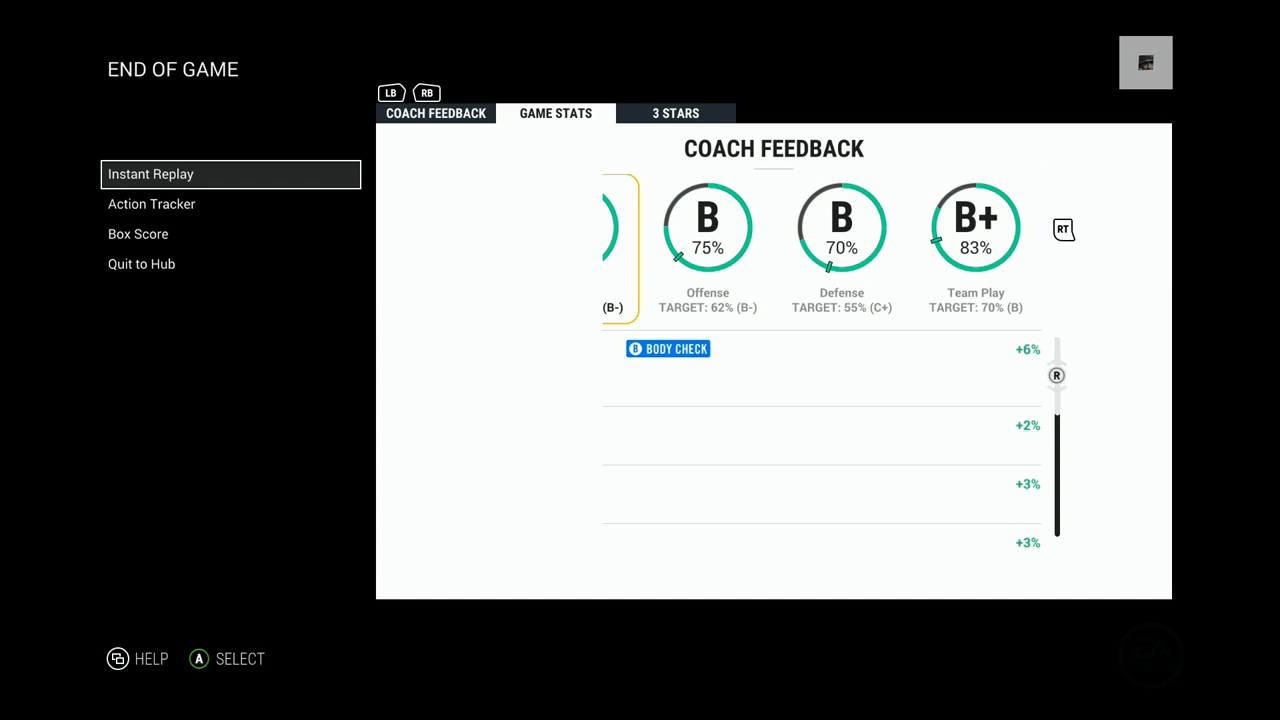 END OF GAME
LB RB
COACH FEEDBACK GAME STATS 3 STARS
COACH FEEDBACK
Instant Replay
Action Tracker
Box Score
Quit to Hub
B B B+
75% 70% 83%
RT
Offense Defense Team Play
(B-) TARGET: 62% (B-) TARGET: 55% (C+) TARGET: 70% (B)
B BODY CHECK +6%
R
+2%
+3%
+3%
HELP A SELECT
EA